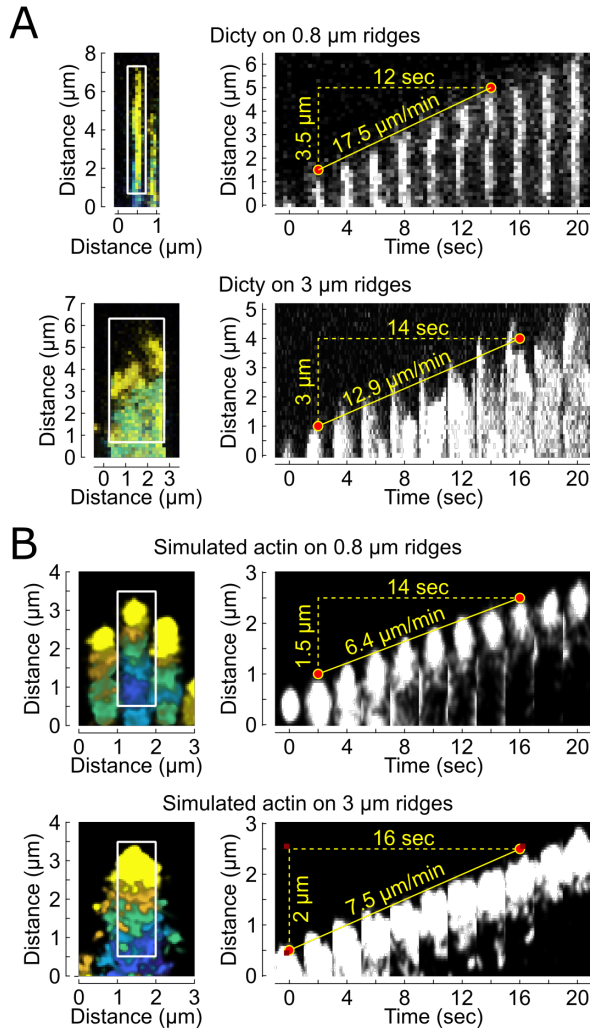 A
Dicty on 0.8 µm ridges
Distance (µm)
8
6
4
2
0
0
1
Distance (µm)
Distance (µm)
6
5
4
3
2
1
0
12 sec
3.5 µm
17.5 µm/min
0
4
8
12
16
20
Time (sec)
Dicty on 3 µm ridges
Distance (µm)
7
6
5
4
3
2
1
0
0
1
2
3
Distance (µm)
Distance (µm)
5
4
3
2
1
0
14 sec
3 µm
12.9 µm/min
0
4
8
12
16
20
Time (sec)
B
Simulated actin on 0.8 µm ridges
Distance (µm)
4
3
2
1
0
0
1
2
3
Distance (µm)
Distance (µm)
3
2
1
0
14 sec
1.5 µm
6.4 µm/min
0
4
8
12
16
20
Time (sec)
Simulated actin on 3 µm ridges
Distance (µm)
4
3
2
1
0
0
1
2
3
Distance (µm)
Distance (µm)
3
2
1
0
16 sec
2 µm
7.5 µm/min
0
4
8
12
16
20
Time (sec)